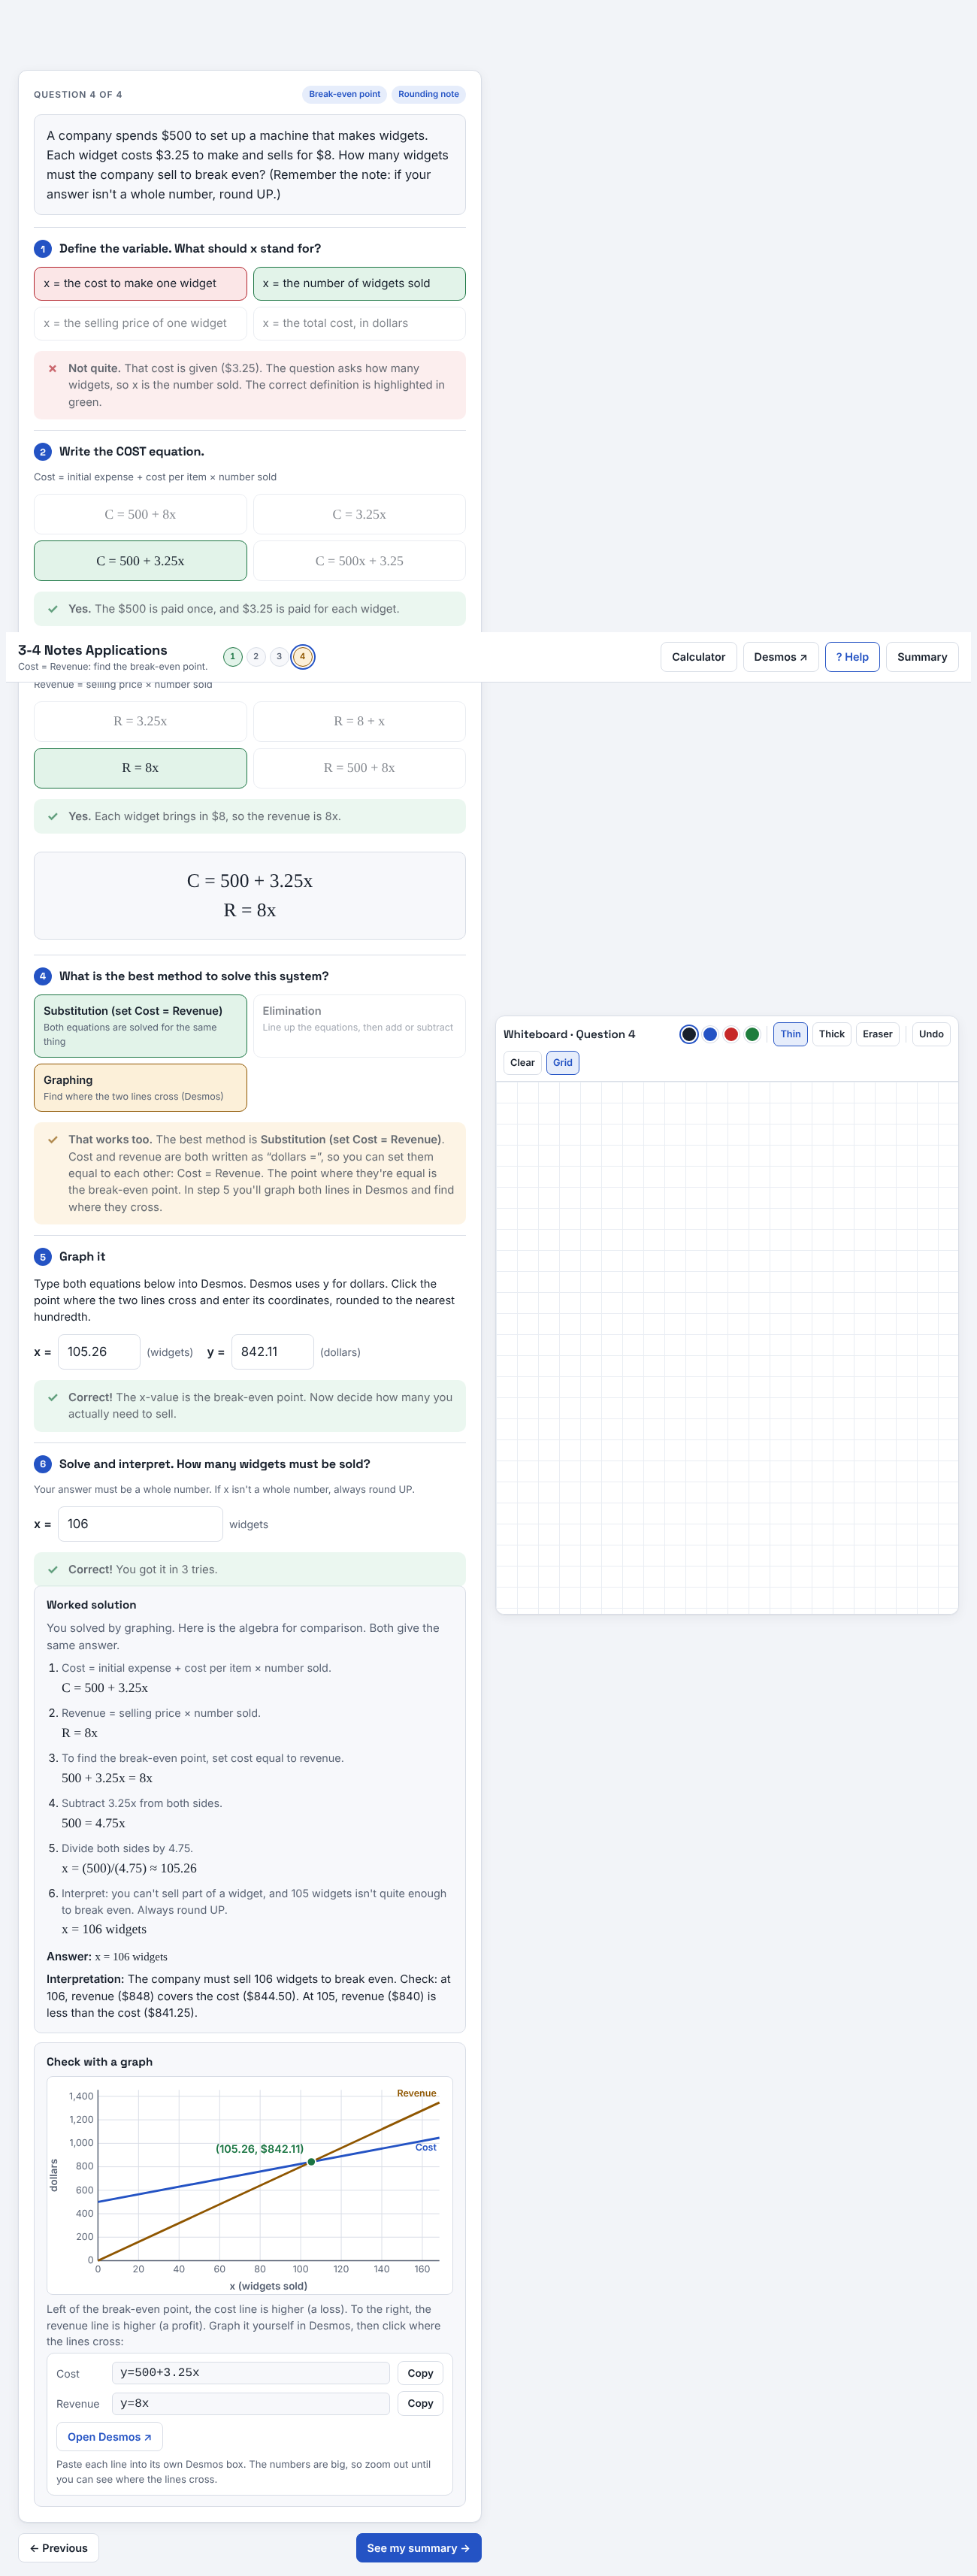 QUESTION 4 OF 4
Break-even point
Rounding note
A company spends $500 to set up a machine that makes widgets.
Each widget costs $3.25 to make and sells for $8. How many widgets
must the company sell to break even? (Remember the note: if your
answer isn't a whole number, round UP.)
1 Define the variable. What should x stand for?
x = the cost to make one widget
x = the number of widgets sold
x = the selling price of one widget
x = the total cost, in dollars
Not quite. That cost is given ($3.25). The question asks how many
widgets, so x is the number sold. The correct definition is highlighted in
green.
2 Write the COST equation.
Cost = initial expense + cost per item × number sold
C = 500 + 8x
C = 3.25x
C = 500 + 3.25x
C = 500x + 3.25
Yes. The $500 is paid once, and $3.25 is paid for each widget.
3-4 Notes Applications
Cost = Revenue: find the break-even point.
1
2
3
4
Calculator
Desmos ↗
? Help
Summary
Revenue = selling price × number sold
R = 3.25x
R = 8 + x
R = 8x
R = 500 + 8x
Yes. Each widget brings in $8, so the revenue is 8x.
C = 500 + 3.25x
R = 8x
4 What is the best method to solve this system?
Substitution (set Cost = Revenue)
Both equations are solved for the same
thing
Elimination
Line up the equations, then add or subtract
Graphing
Find where the two lines cross (Desmos)
That works too. The best method is Substitution (set Cost = Revenue).
Cost and revenue are both written as “dollars =”, so you can set them
equal to each other: Cost = Revenue. The point where they're equal is
the break-even point. In step 5 you'll graph both lines in Desmos and find
where they cross.
5 Graph it
Type both equations below into Desmos. Desmos uses y for dollars. Click the
point where the two lines cross and enter its coordinates, rounded to the nearest
hundredth.
x = 105.26 (widgets) y = 842.11 (dollars)
Correct! The x-value is the break-even point. Now decide how many you
actually need to sell.
6 Solve and interpret. How many widgets must be sold?
Your answer must be a whole number. If x isn't a whole number, always round UP.
x = 106 widgets
Correct! You got it in 3 tries.
Worked solution
You solved by graphing. Here is the algebra for comparison. Both give the
same answer.
1. Cost = initial expense + cost per item × number sold.
C = 500 + 3.25x
2. Revenue = selling price × number sold.
R = 8x
3. To find the break-even point, set cost equal to revenue.
500 + 3.25x = 8x
4. Subtract 3.25x from both sides.
500 = 4.75x
5. Divide both sides by 4.75.
x = (500)/(4.75) ≈ 105.26
6. Interpret: you can't sell part of a widget, and 105 widgets isn't quite enough
to break even. Always round UP.
x = 106 widgets
Answer: x = 106 widgets
Interpretation: The company must sell 106 widgets to break even. Check: at
106, revenue ($848) covers the cost ($844.50). At 105, revenue ($840) is
less than the cost ($841.25).
Check with a graph
1,400
1,200
1,000
800
600
400
200
0
dollars
Revenue
Cost
(105.26, $842.11)
0 20 40 60 80 100 120 140 160
x (widgets sold)
Left of the break-even point, the cost line is higher (a loss). To the right, the
revenue line is higher (a profit). Graph it yourself in Desmos, then click where
the lines cross:
Cost y=500+3.25x Copy
Revenue y=8x Copy
Open Desmos ↗
Paste each line into its own Desmos box. The numbers are big, so zoom out until
you can see where the lines cross.
← Previous
See my summary →
Whiteboard · Question 4
Thin
Thick
Eraser
Undo
Clear
Grid